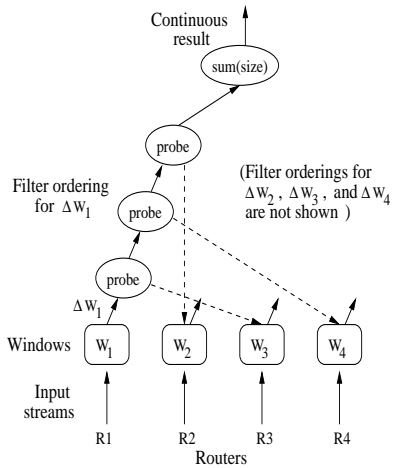 Continuous
result
sum(size)
probe
Filter ordering
for ΔW1
(Filter orderings for
ΔW2 , ΔW3, and ΔW4
are not shown )
probe
probe
ΔW1
Windows
W1
W2
W3
W4
Input
streams
R1
R2
R3
R4
Routers